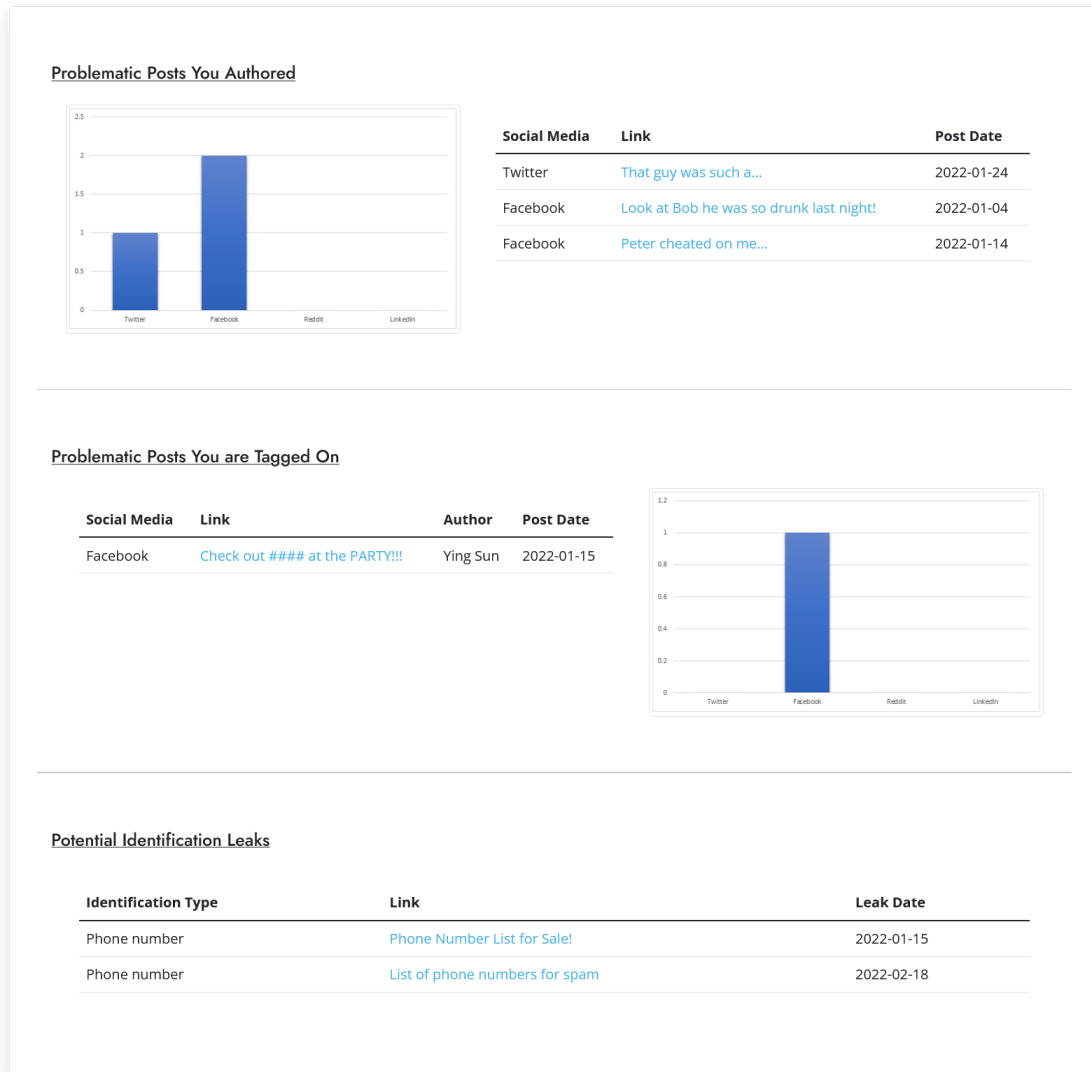 Problematic Posts You Authored
2.5
2
1.5
1
0.5
0
Twitter Facebook Reddit LinkedIn
Social Media Link Post Date
Twitter That guy was such a... 2022-01-24
Facebook Look at Bob he was so drunk last night! 2022-01-04
Facebook Peter cheated on me... 2022-01-14
Problematic Posts You are Tagged On
Social Media Link Author Post Date
Facebook Check out #### at the PARTY!!! Ying Sun 2022-01-15
1.2
1
0.8
0.6
0.4
0.2
0
Twitter Facebook Reddit LinkedIn
Potential Identification Leaks
Identification Type Link Leak Date
Phone number Phone Number List for Sale! 2022-01-15
Phone number List of phone numbers for spam 2022-02-18